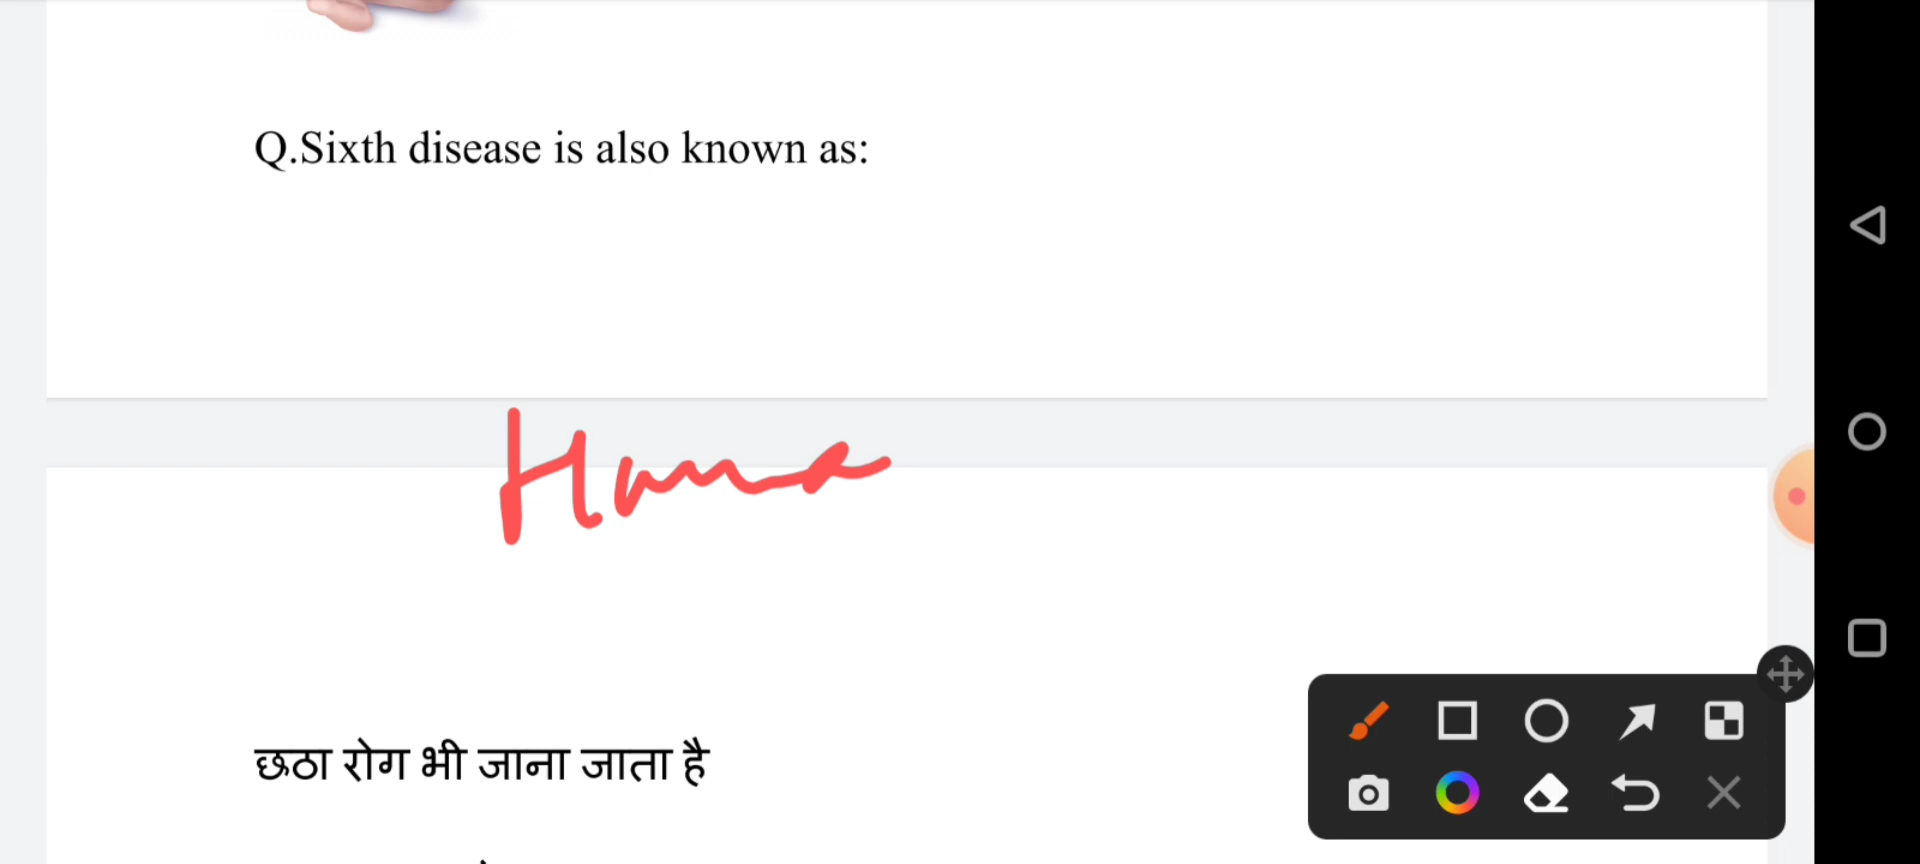 Q.Sixth disease is also known as:
छठा रोग भी जाना जाता है